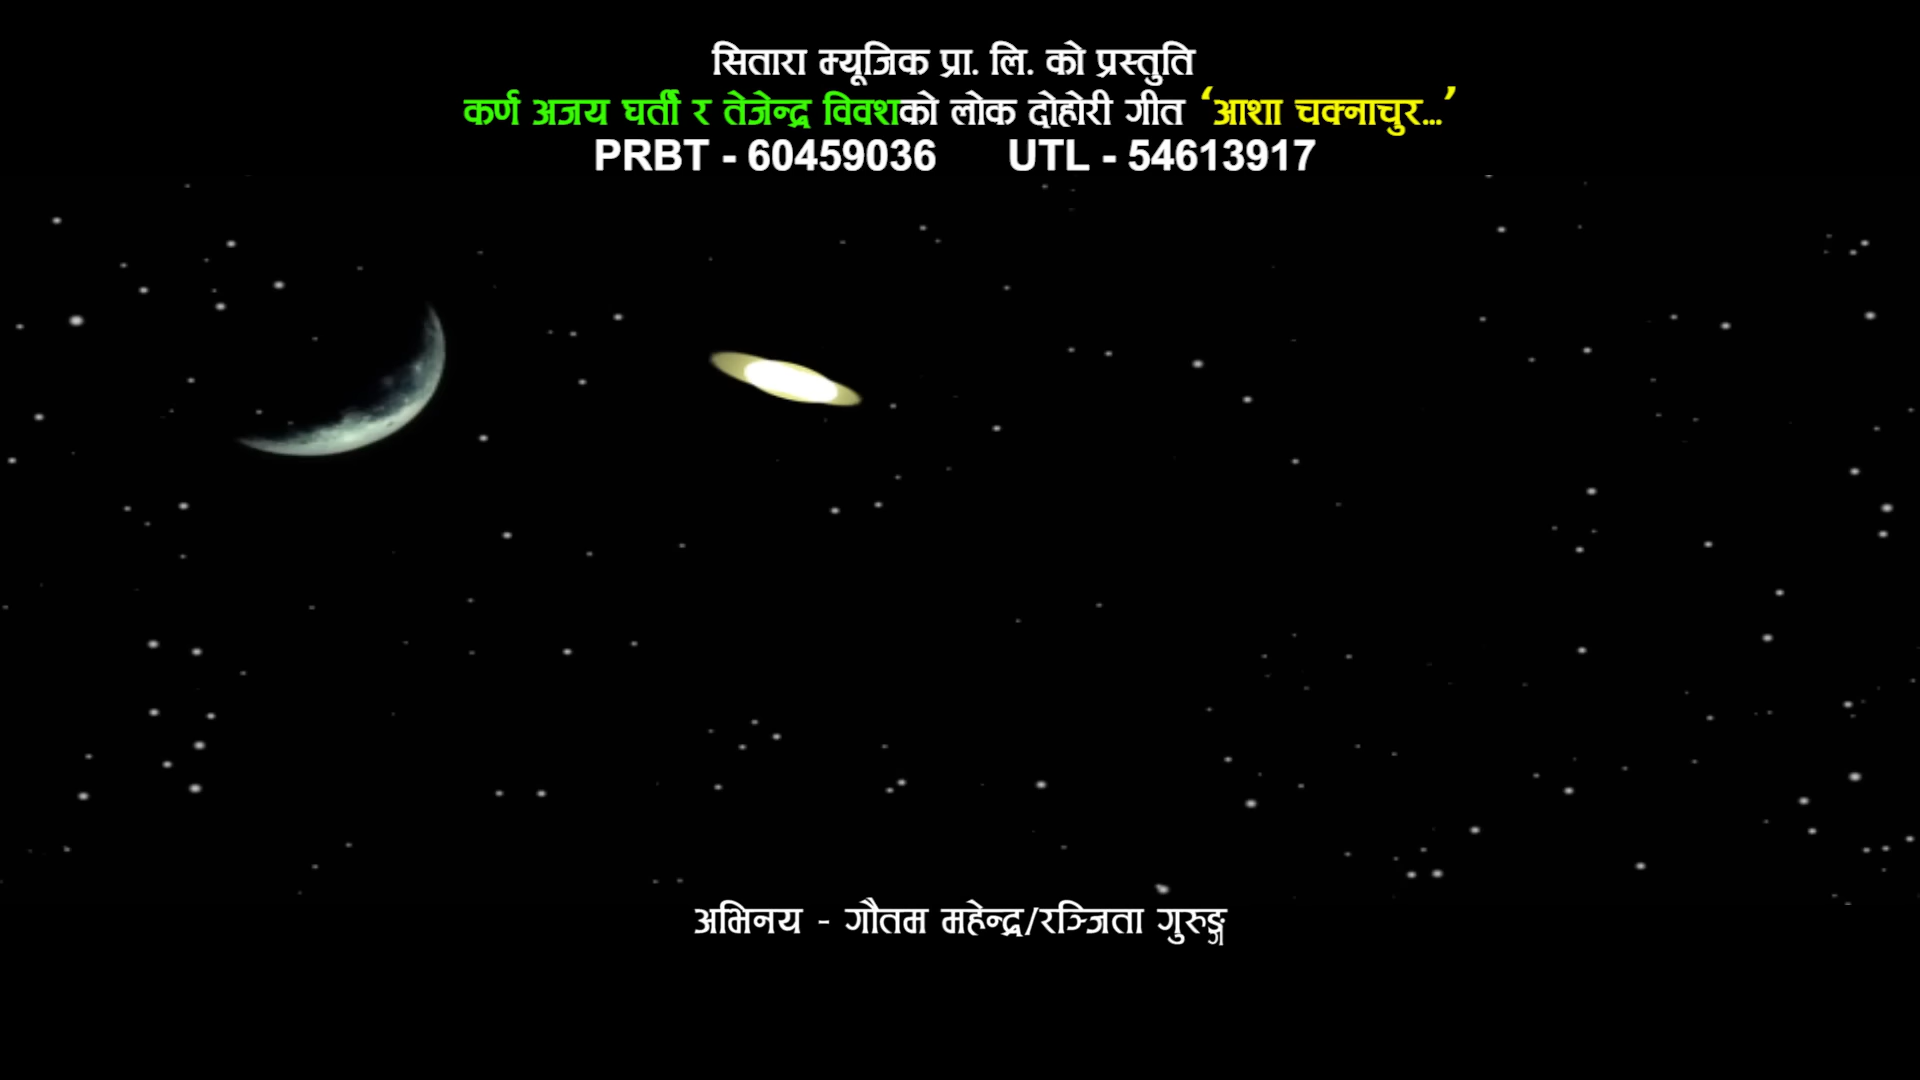 सितारा म्यूजिक प्रा. लि. को प्रस्तुति
कर्ण अजय घर्ती र तेजेन्द्र विवशको लोक दोहोरी गीत ‘आशा चक्नाचुर...’
PRBT - 60459036 UTL - 54613917
अभिनय - गौतम महेन्द्र/रञ्जिता गुरुङ्ग